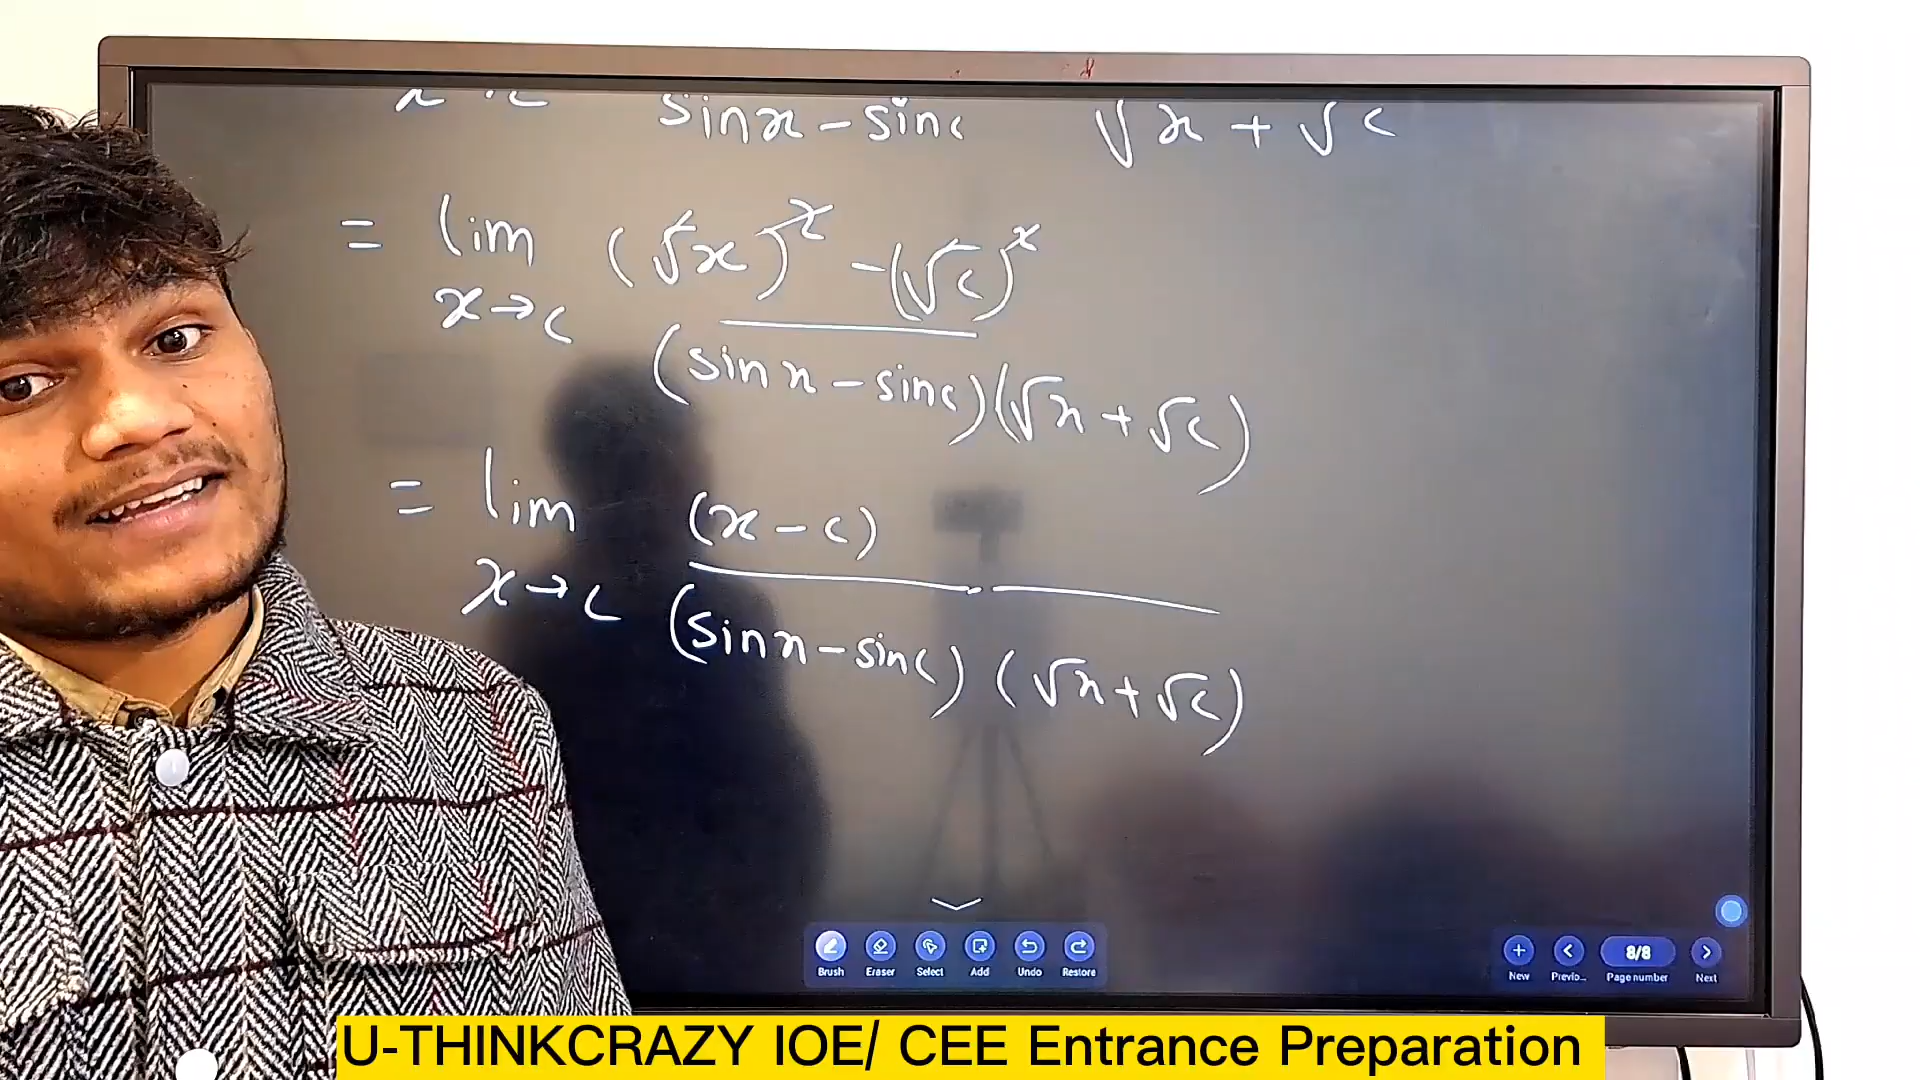 sinx - sinc √x + √c
= lim (√x)² - (√c)²
x→c (sinx - sinc)(√x + √c)
= lim (x - c)
x→c (sinx - sinc) (√x + √c)
Brush Eraser Select Add Undo Restore
New Previo... 8/8 Page number Next
U-THINKCRAZY IOE/ CEE Entrance Preparation